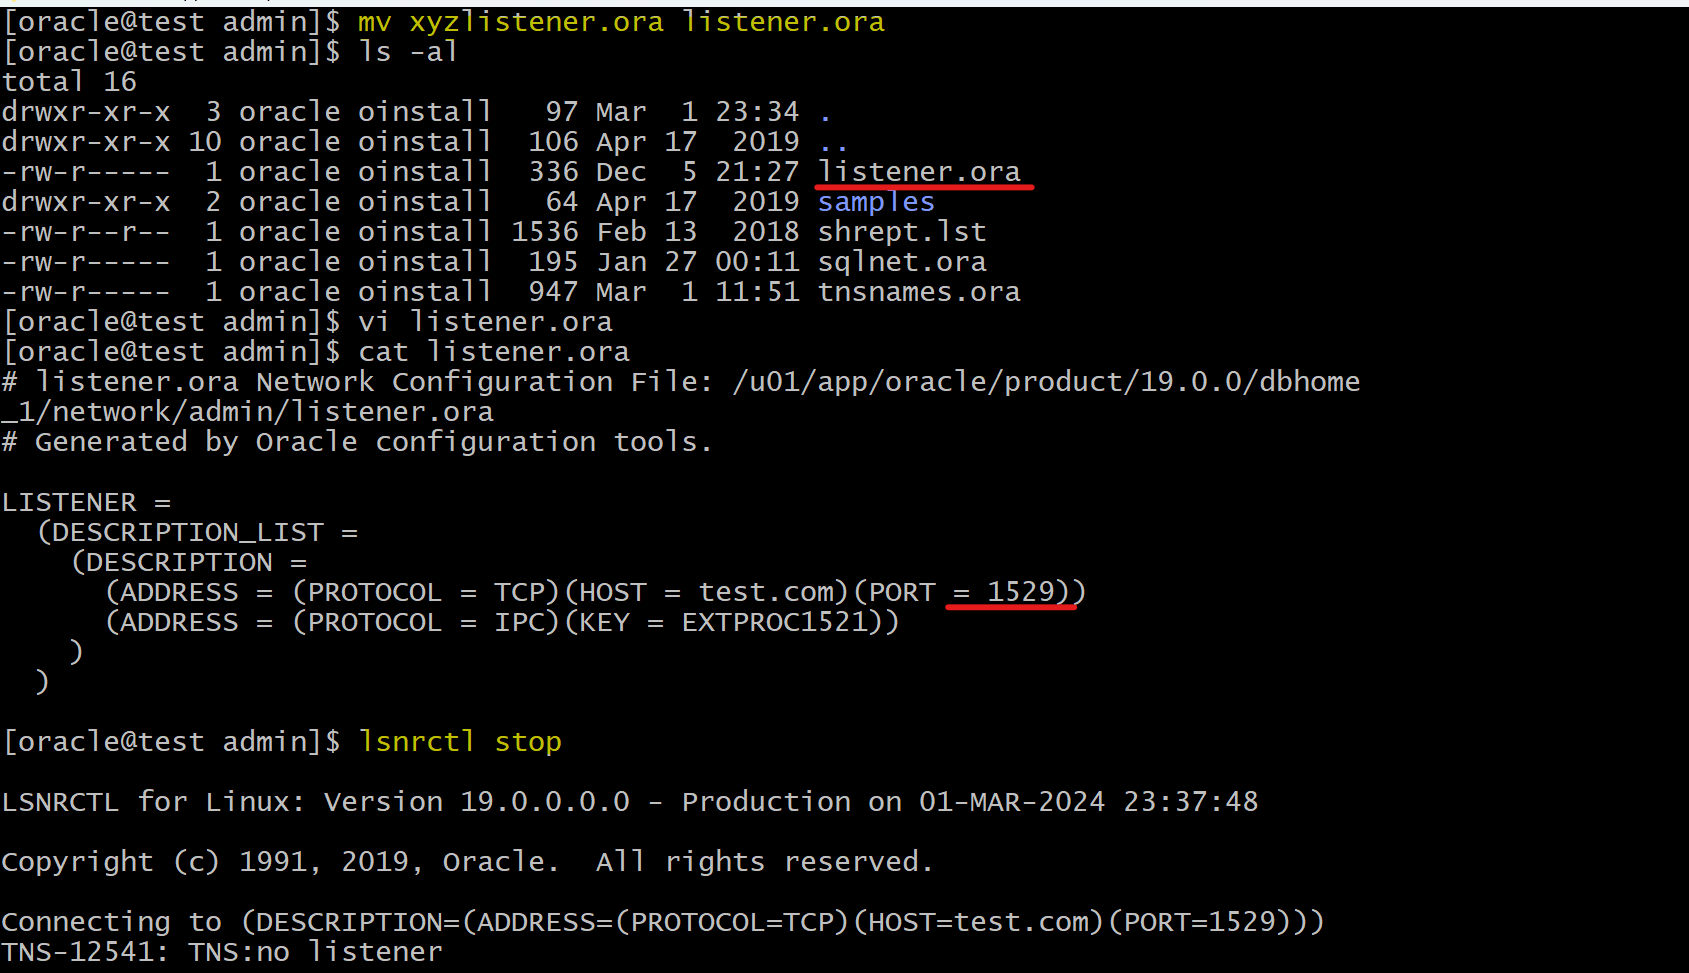 [oracle@test admin]$ mv xyzlistener.ora listener.ora
[oracle@test admin]$ ls -al
total 16
drwxr-xr-x  3 oracle oinstall   97 Mar  1 23:34 .
drwxr-xr-x 10 oracle oinstall  106 Apr 17  2019 ..
-rw-r-----  1 oracle oinstall  336 Dec  5 21:27 listener.ora
drwxr-xr-x  2 oracle oinstall   64 Apr 17  2019 samples
-rw-r--r--  1 oracle oinstall 1536 Feb 13  2018 shrept.lst
-rw-r-----  1 oracle oinstall  195 Jan 27 00:11 sqlnet.ora
-rw-r-----  1 oracle oinstall  947 Mar  1 11:51 tnsnames.ora
[oracle@test admin]$ vi listener.ora
[oracle@test admin]$ cat listener.ora
# listener.ora Network Configuration File: /u01/app/oracle/product/19.0.0/dbhome
_1/network/admin/listener.ora
# Generated by Oracle configuration tools.

LISTENER =
  (DESCRIPTION_LIST =
    (DESCRIPTION =
      (ADDRESS = (PROTOCOL = TCP)(HOST = test.com)(PORT = 1529))
      (ADDRESS = (PROTOCOL = IPC)(KEY = EXTPROC1521))
    )
  )

[oracle@test admin]$ lsnrctl stop

LSNRCTL for Linux: Version 19.0.0.0.0 - Production on 01-MAR-2024 23:37:48

Copyright (c) 1991, 2019, Oracle.  All rights reserved.

Connecting to (DESCRIPTION=(ADDRESS=(PROTOCOL=TCP)(HOST=test.com)(PORT=1529)))
TNS-12541: TNS:no listener